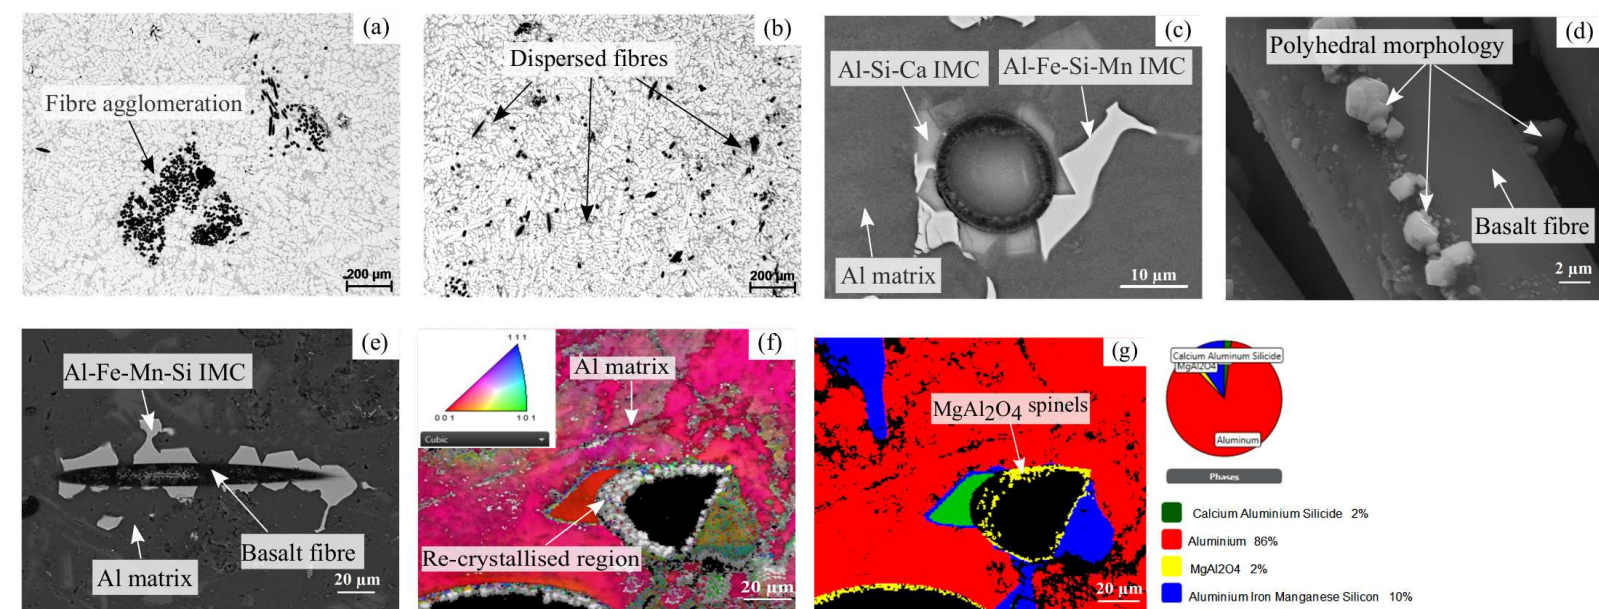 (a)
Fibre agglomeration
200 µm
(b)
Dispersed fibres
200 µm
(c)
Al-Si-Ca IMC
Al-Fe-Si-Mn IMC
Al matrix
10 µm
(d)
Polyhedral morphology
Basalt fibre
2 µm
(e)
Al-Fe-Mn-Si IMC
Basalt fibre
Al matrix
20 µm
(f)
111
001
101
Cubic
Al matrix
Re-crystallised region
20 µm
(g)
MgAl2O4 spinels
20 µm
Calcium Aluminum Silicide
MgAl2O4
Aluminum
Phases
Calcium Aluminium Silicide 2%
Aluminium 86%
MgAl2O4 2%
Aluminium Iron Manganese Silicon 10%